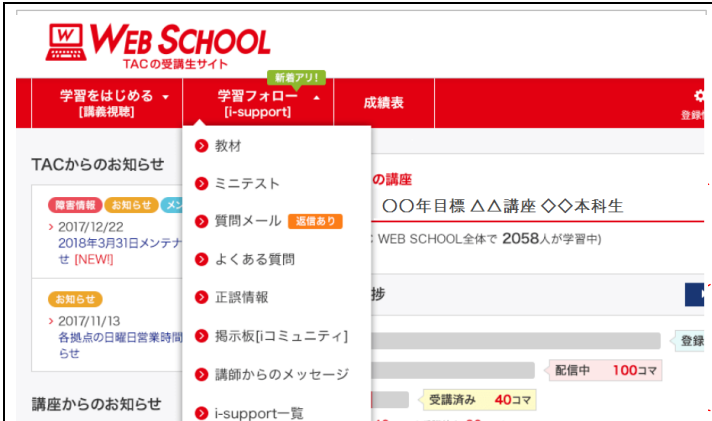 W WEB SCHOOL
TACの受講生サイト
新着アリ!
学習をはじめる
[講義視聴]
学習フォロー
[i-support]
成績表
登録
教材
ミニテスト
質問メール 返信あり
よくある質問
正誤情報
掲示板[iコミュニティ]
講師からのメッセージ
i-support一覧
TACからのお知らせ
障害情報 お知らせ メン
2017/12/22
2018年3月31日メンテナ
せ [NEW!]
お知らせ
2017/11/13
各拠点の日曜日営業時間
らせ
講座からのお知らせ
の講座
〇〇年目標 △△講座 ◇◇本科生
WEB SCHOOL全体で 2058人が学習中)
捗
登録
配信中 100コマ
受講済み 40コマ